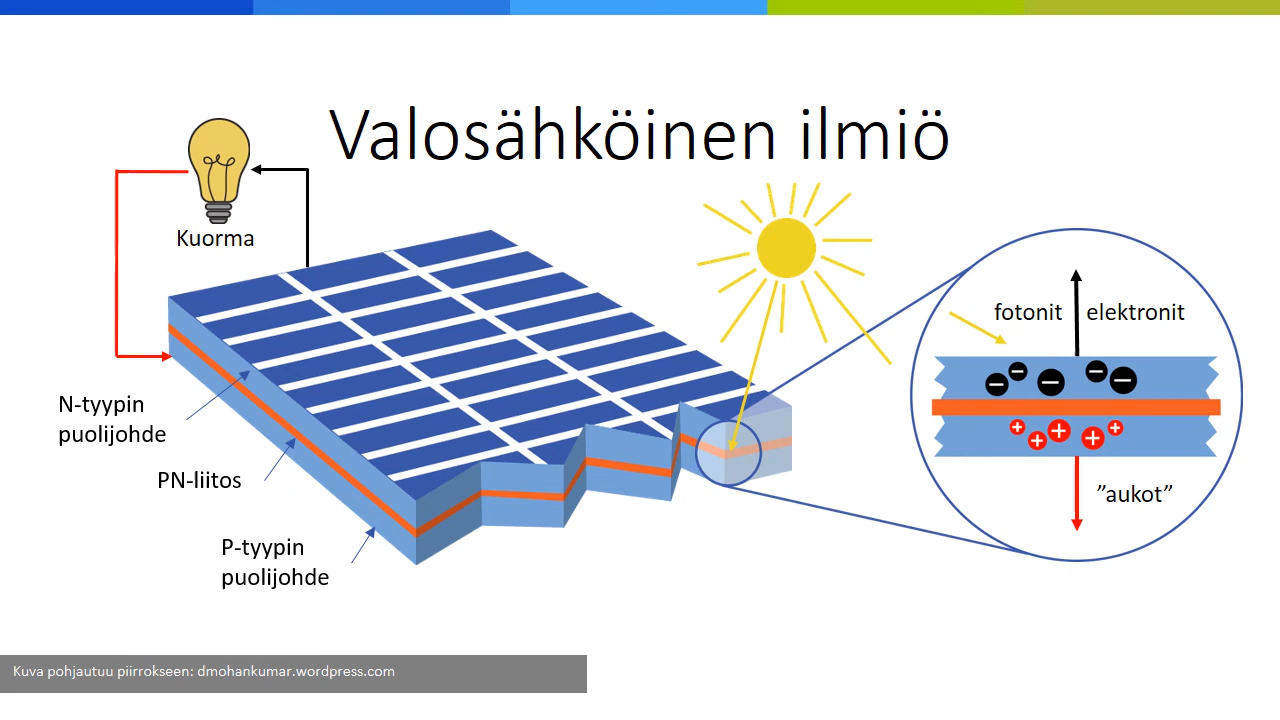 Valosähköinen ilmiö
Kuorma
fotonit
elektronit
N-tyypin
puolijohde
PN-liitos
”aukot”
P-tyypin
puolijohde
Kuva pohjautuu piirrokseen: dmohankumar.wordpress.com